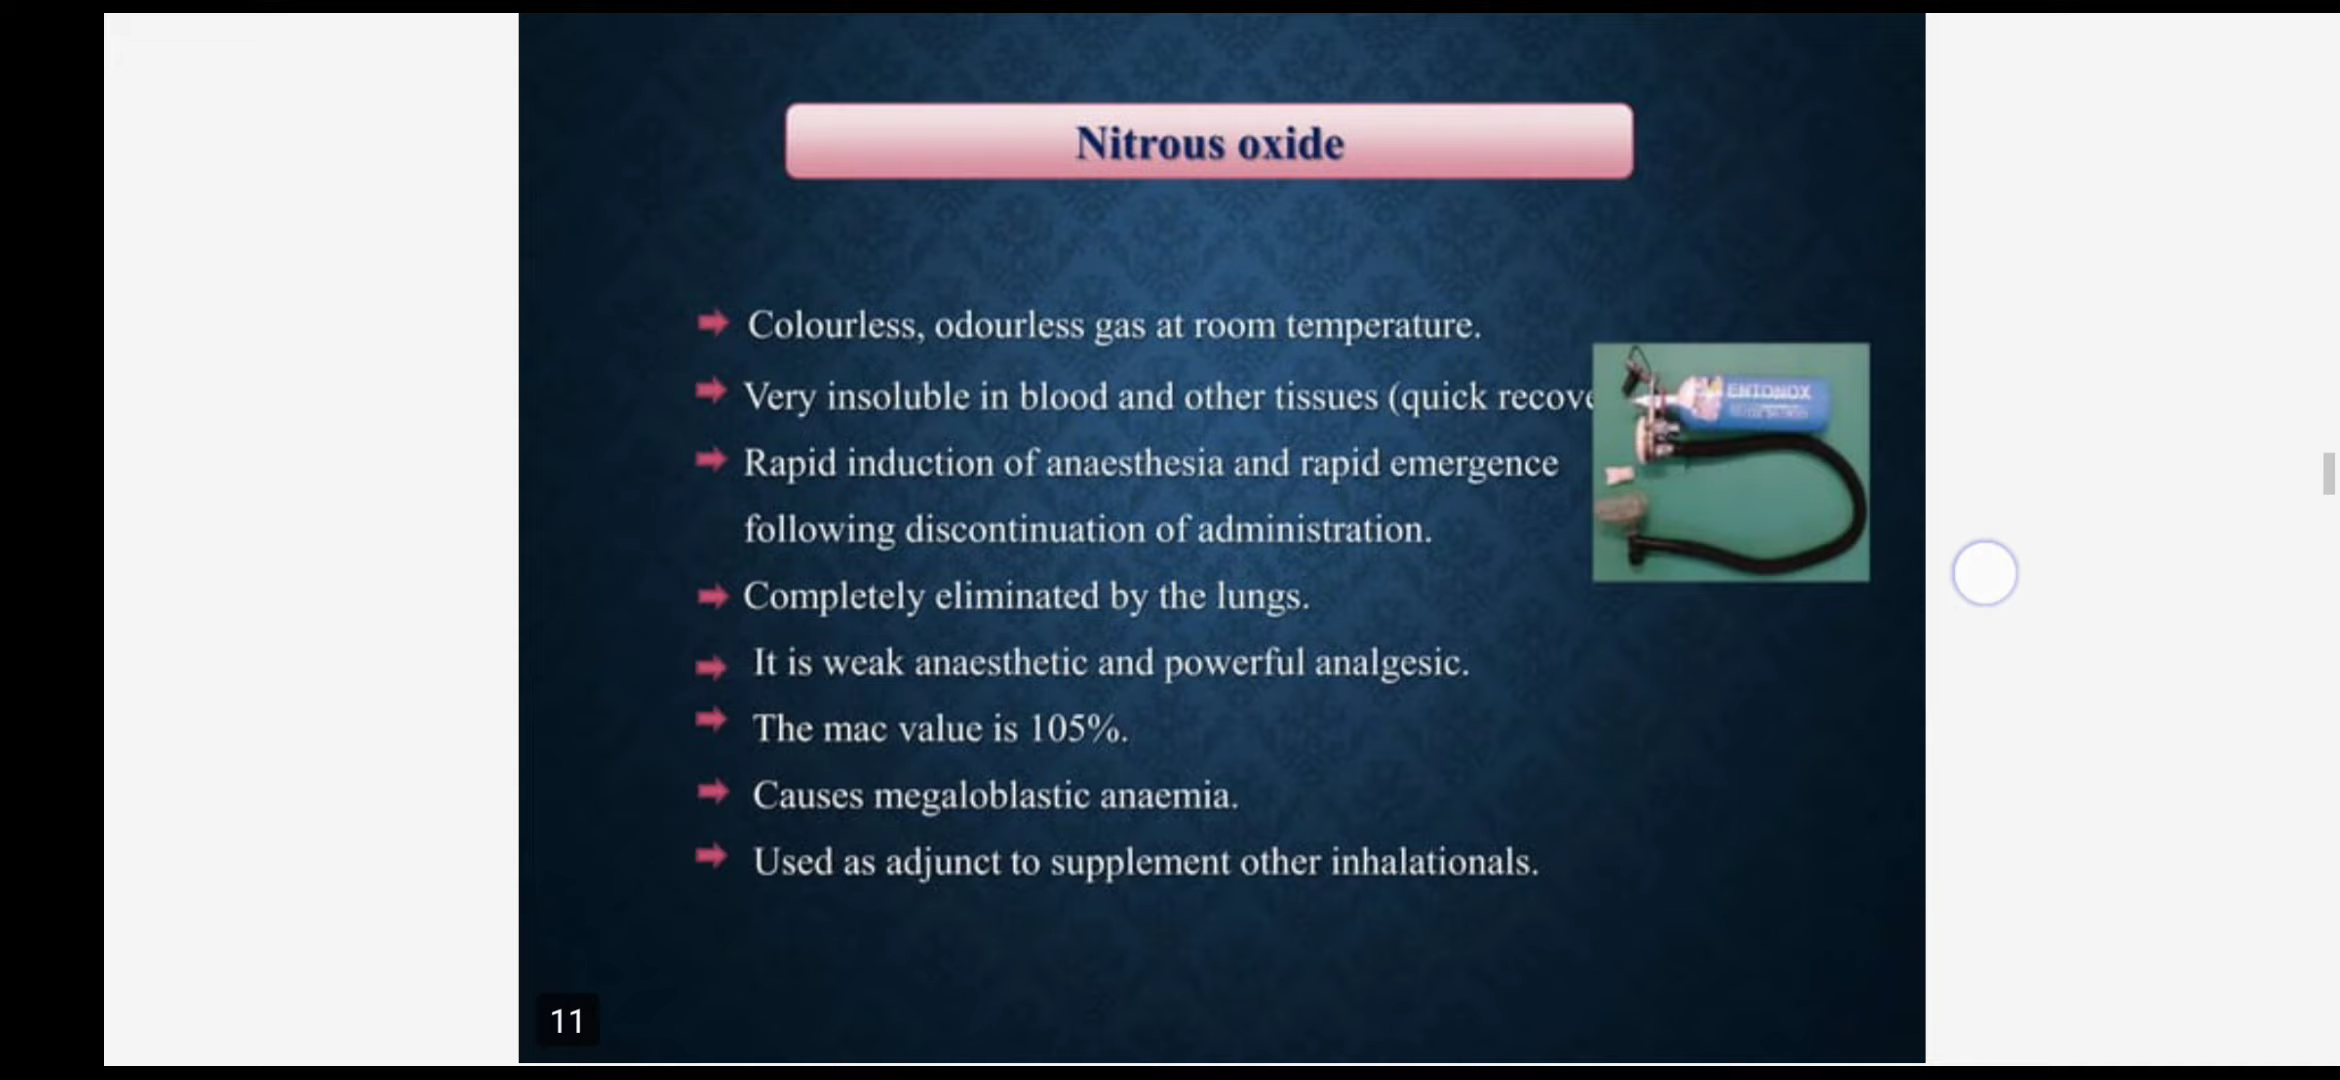 Nitrous oxide
Colourless, odourless gas at room temperature.
Very insoluble in blood and other tissues (quick recove
Rapid induction of anaesthesia and rapid emergence
following discontinuation of administration.
Completely eliminated by the lungs.
It is weak anaesthetic and powerful analgesic.
The mac value is 105%.
Causes megaloblastic anaemia.
Used as adjunct to supplement other inhalationals.
ENTONOX
11